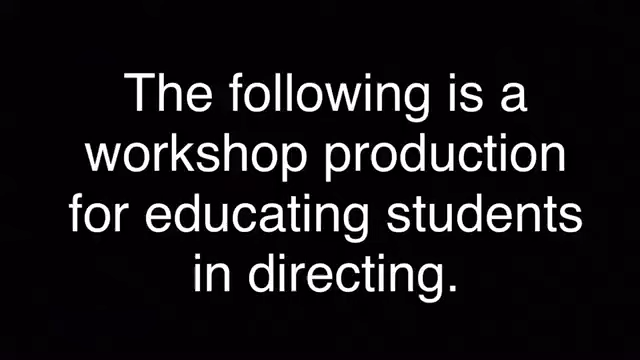 The following is a
workshop production
for educating students
in directing.